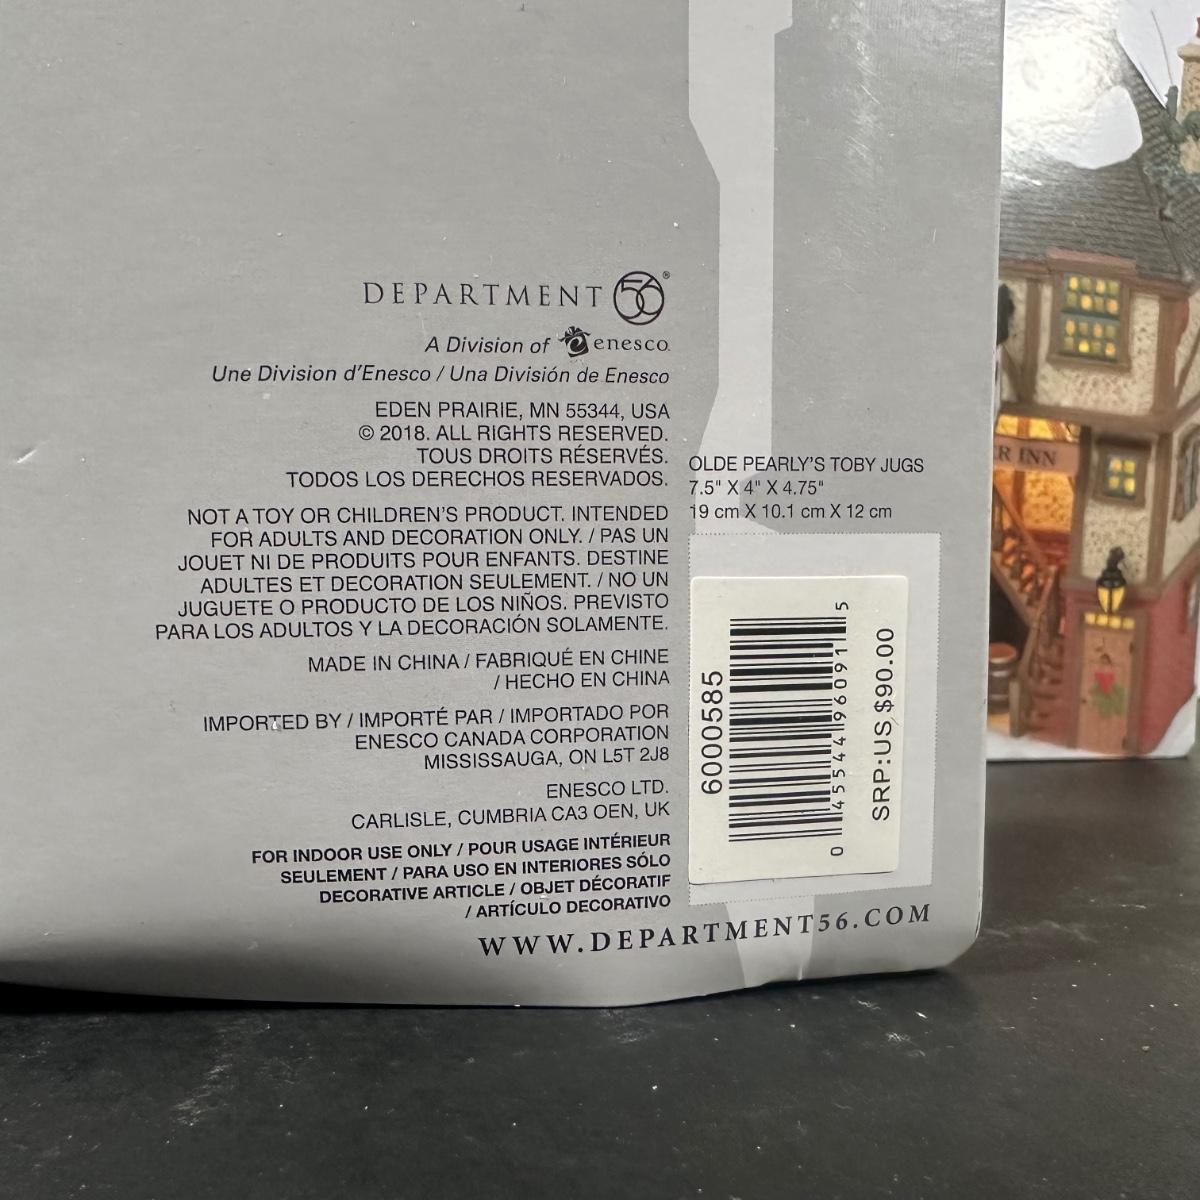 DEPARTMENT 56®
A Division of enesco.
Une Division d'Enesco / Una División de Enesco
EDEN PRAIRIE, MN 55344, USA
© 2018. ALL RIGHTS RESERVED.
TOUS DROITS RÉSERVÉS.
TODOS LOS DERECHOS RESERVADOS.
NOT A TOY OR CHILDREN'S PRODUCT. INTENDED
FOR ADULTS AND DECORATION ONLY. / PAS UN
JOUET NI DE PRODUITS POUR ENFANTS. DESTINE
ADULTES ET DECORATION SEULEMENT. / NO UN
JUGUETE O PRODUCTO DE LOS NIÑOS. PREVISTO
PARA LOS ADULTOS Y LA DECORACIÓN SOLAMENTE.
MADE IN CHINA / FABRIQUÉ EN CHINE
/ HECHO EN CHINA
IMPORTED BY / IMPORTÉ PAR / IMPORTADO POR
ENESCO CANADA CORPORATION
MISSISSAUGA, ON L5T 2J8
ENESCO LTD.
CARLISLE, CUMBRIA CA3 OEN, UK
FOR INDOOR USE ONLY / POUR USAGE INTÉRIEUR
SEULEMENT / PARA USO EN INTERIORES SÓLO
DECORATIVE ARTICLE / OBJET DÉCORATIF
/ ARTÍCULO DECORATIVO
OLDE PEARLY'S TOBY JUGS
7.5" X 4" X 4.75"
19 cm X 10.1 cm X 12 cm
6000585
0 45544 96091 5
SRP:US $90.00
WWW.DEPARTMENT56.COM
R INN